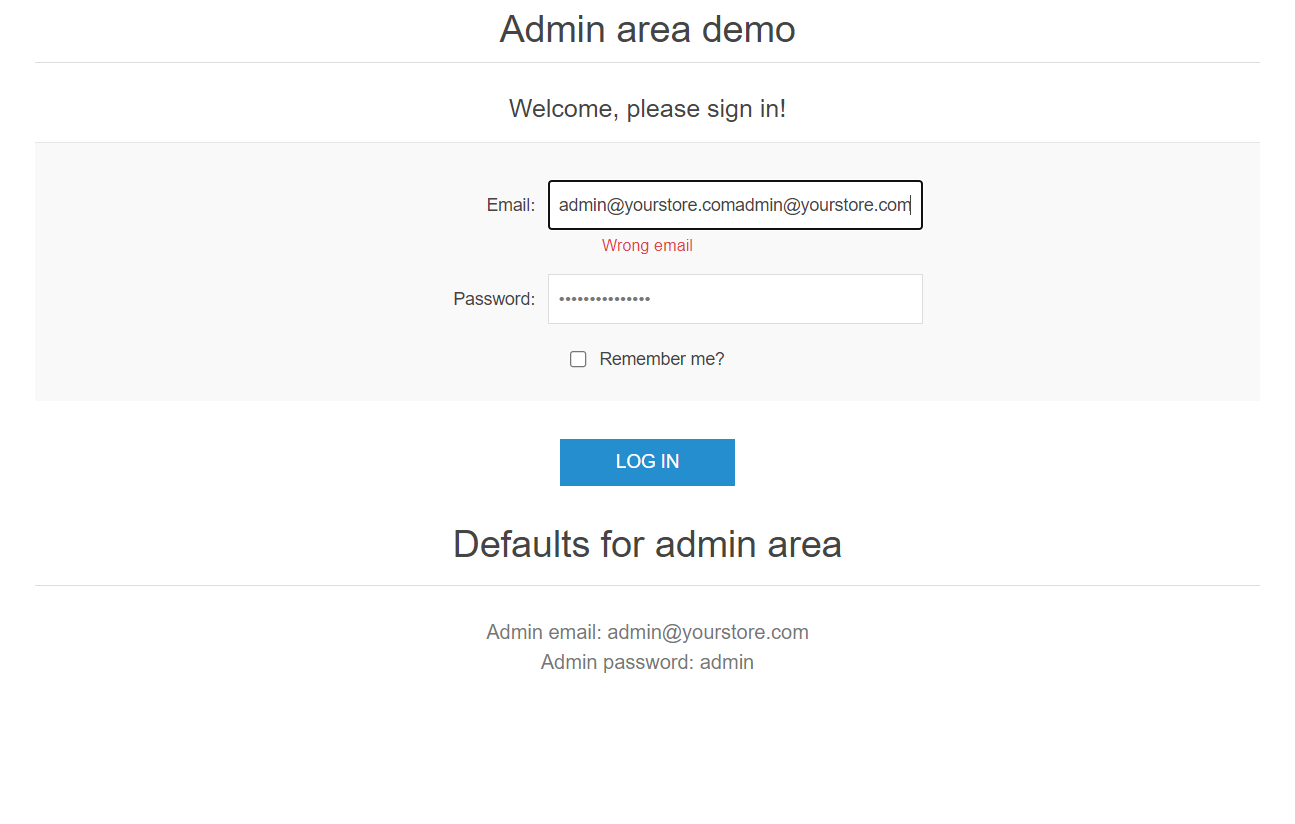 Admin area demo
Welcome, please sign in!
Email: admin@yourstore.comadmin@yourstore.com
Wrong email
Password: •••••••••••••••
Remember me?
LOG IN
Defaults for admin area
Admin email: admin@yourstore.com
Admin password: admin